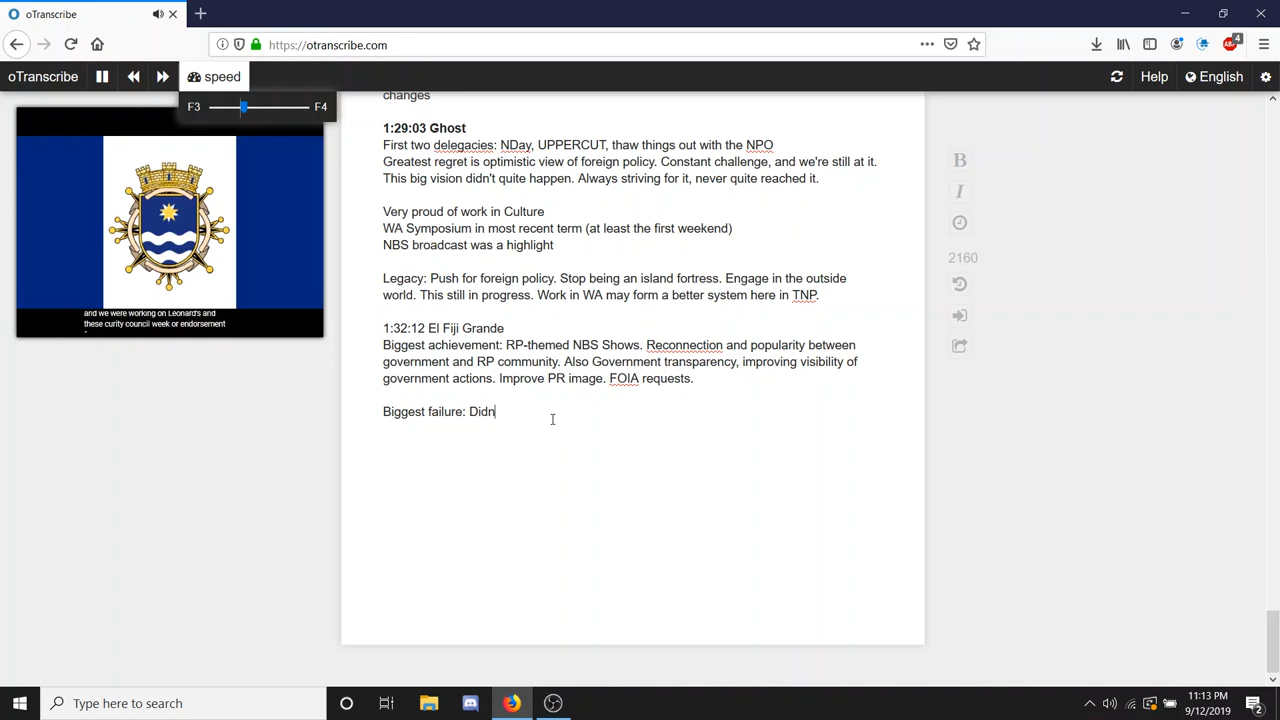 oTranscribe
https://otranscribe.com
4
oTranscribe
speed
Help
English
F3
F4
and we were working on Leonard's and
these curity council week or endorsement
changes
1:29:03 Ghost
First two delegacies: NDay, UPPERCUT, thaw things out with the NPO
Greatest regret is optimistic view of foreign policy. Constant challenge, and we're still at it.
This big vision didn't quite happen. Always striving for it, never quite reached it.
Very proud of work in Culture
WA Symposium in most recent term (at least the first weekend)
NBS broadcast was a highlight
Legacy: Push for foreign policy. Stop being an island fortress. Engage in the outside
world. This still in progress. Work in WA may form a better system here in TNP.
1:32:12 El Fiji Grande
Biggest achievement: RP-themed NBS Shows. Reconnection and popularity between
government and RP community. Also Government transparency, improving visibility of
government actions. Improve PR image. FOIA requests.
Biggest failure: Didn
B
I
2160
Type here to search
11:13 PM
9/12/2019
2